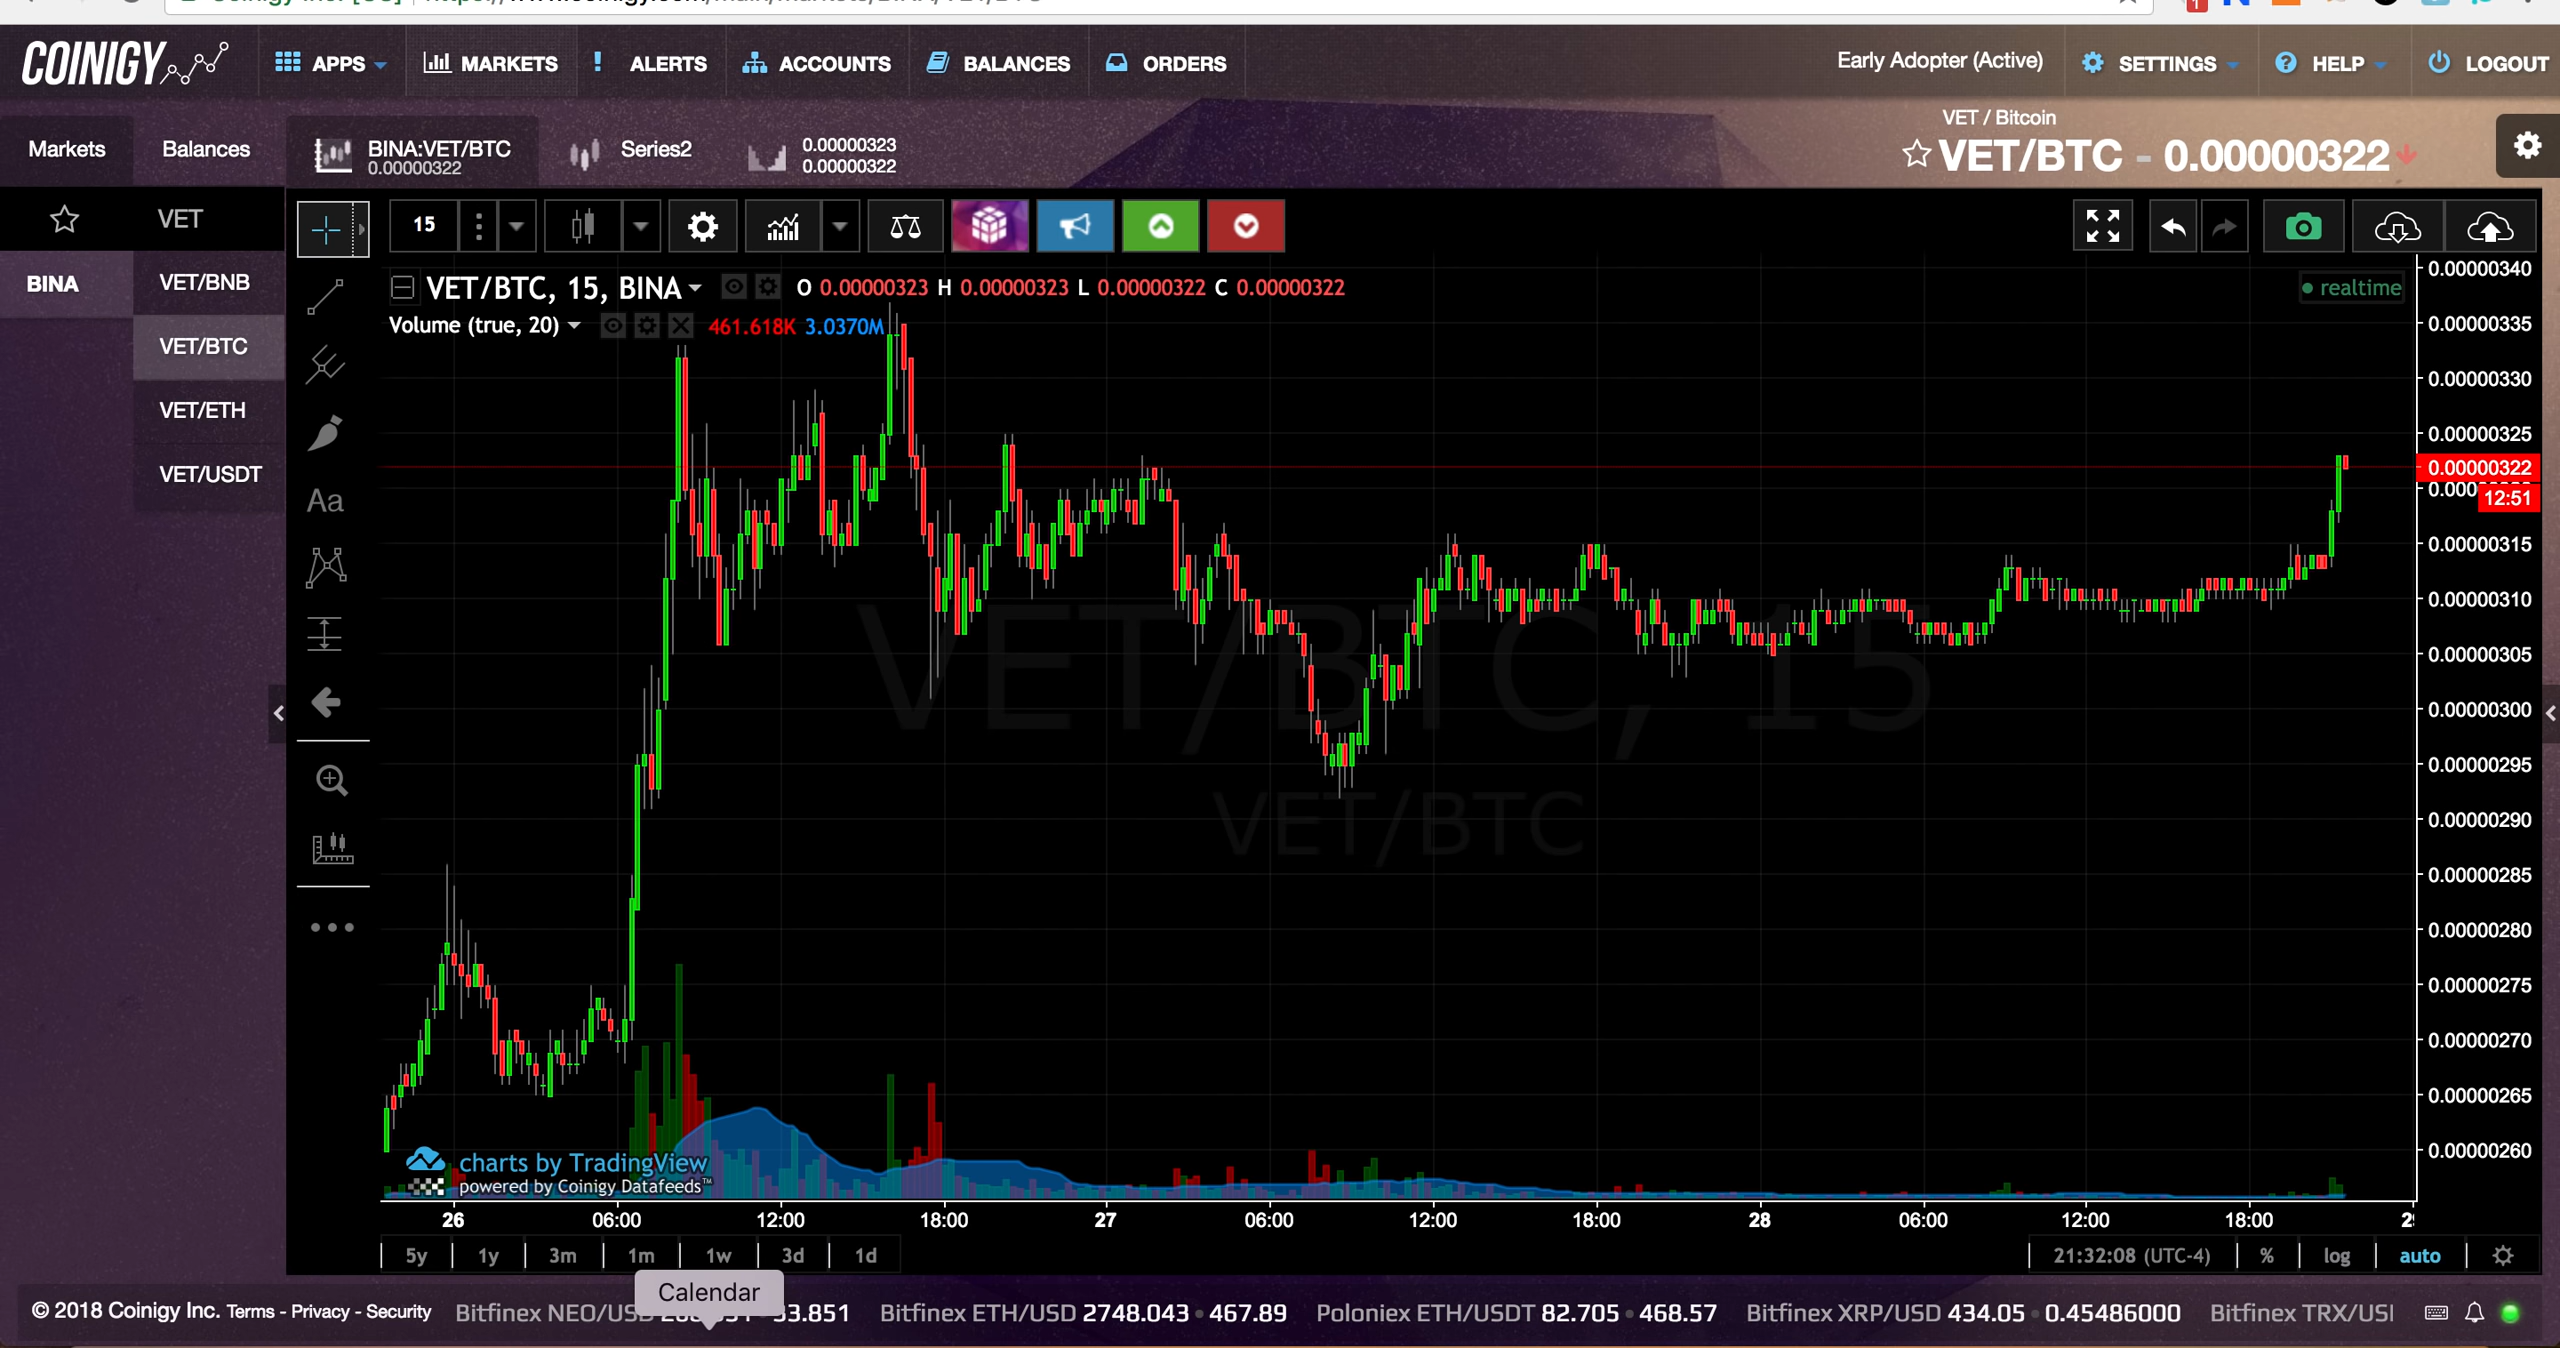 COINIGY APPS MARKETS ! ALERTS ACCOUNTS BALANCES ORDERS Early Adopter (Active) SETTINGS HELP LOGOUT
VET / Bitcoin
Markets Balances BINA:VET/BTC Series2 0.00000323 VET/BTC - 0.00000322
0.00000322 0.00000322
VET 15
BINA
VET/BNB
VET/BTC
VET/ETH
VET/USDT
Aa
VET/BTC, 15, BINA O 0.00000323 H 0.00000323 L 0.00000322 C 0.00000322 realtime
Volume (true, 20) 461.618K 3.0370M
VET/BTC, 15
VET/BTC
0.00000340
0.00000335
0.00000330
0.00000325
0.00000322
12:51
0.00000315
0.00000310
0.00000305
0.00000300
0.00000295
0.00000290
0.00000285
0.00000280
0.00000275
0.00000270
0.00000265
0.00000260
charts by TradingView
powered by Coinigy Datafeeds™
26 06:00 12:00 18:00 27 06:00 12:00 18:00 28 06:00 12:00 18:00
5y 1y 3m 1m 1w 3d 1d 21:32:08 (UTC-4) % log auto
Calendar
© 2018 Coinigy Inc. Terms - Privacy - Security Bitfinex NEO/USD 33.851 Bitfinex ETH/USD 2748.043 467.89 Poloniex ETH/USDT 82.705 468.57 Bitfinex XRP/USD 434.05 0.45486000 Bitfinex TRX/USD